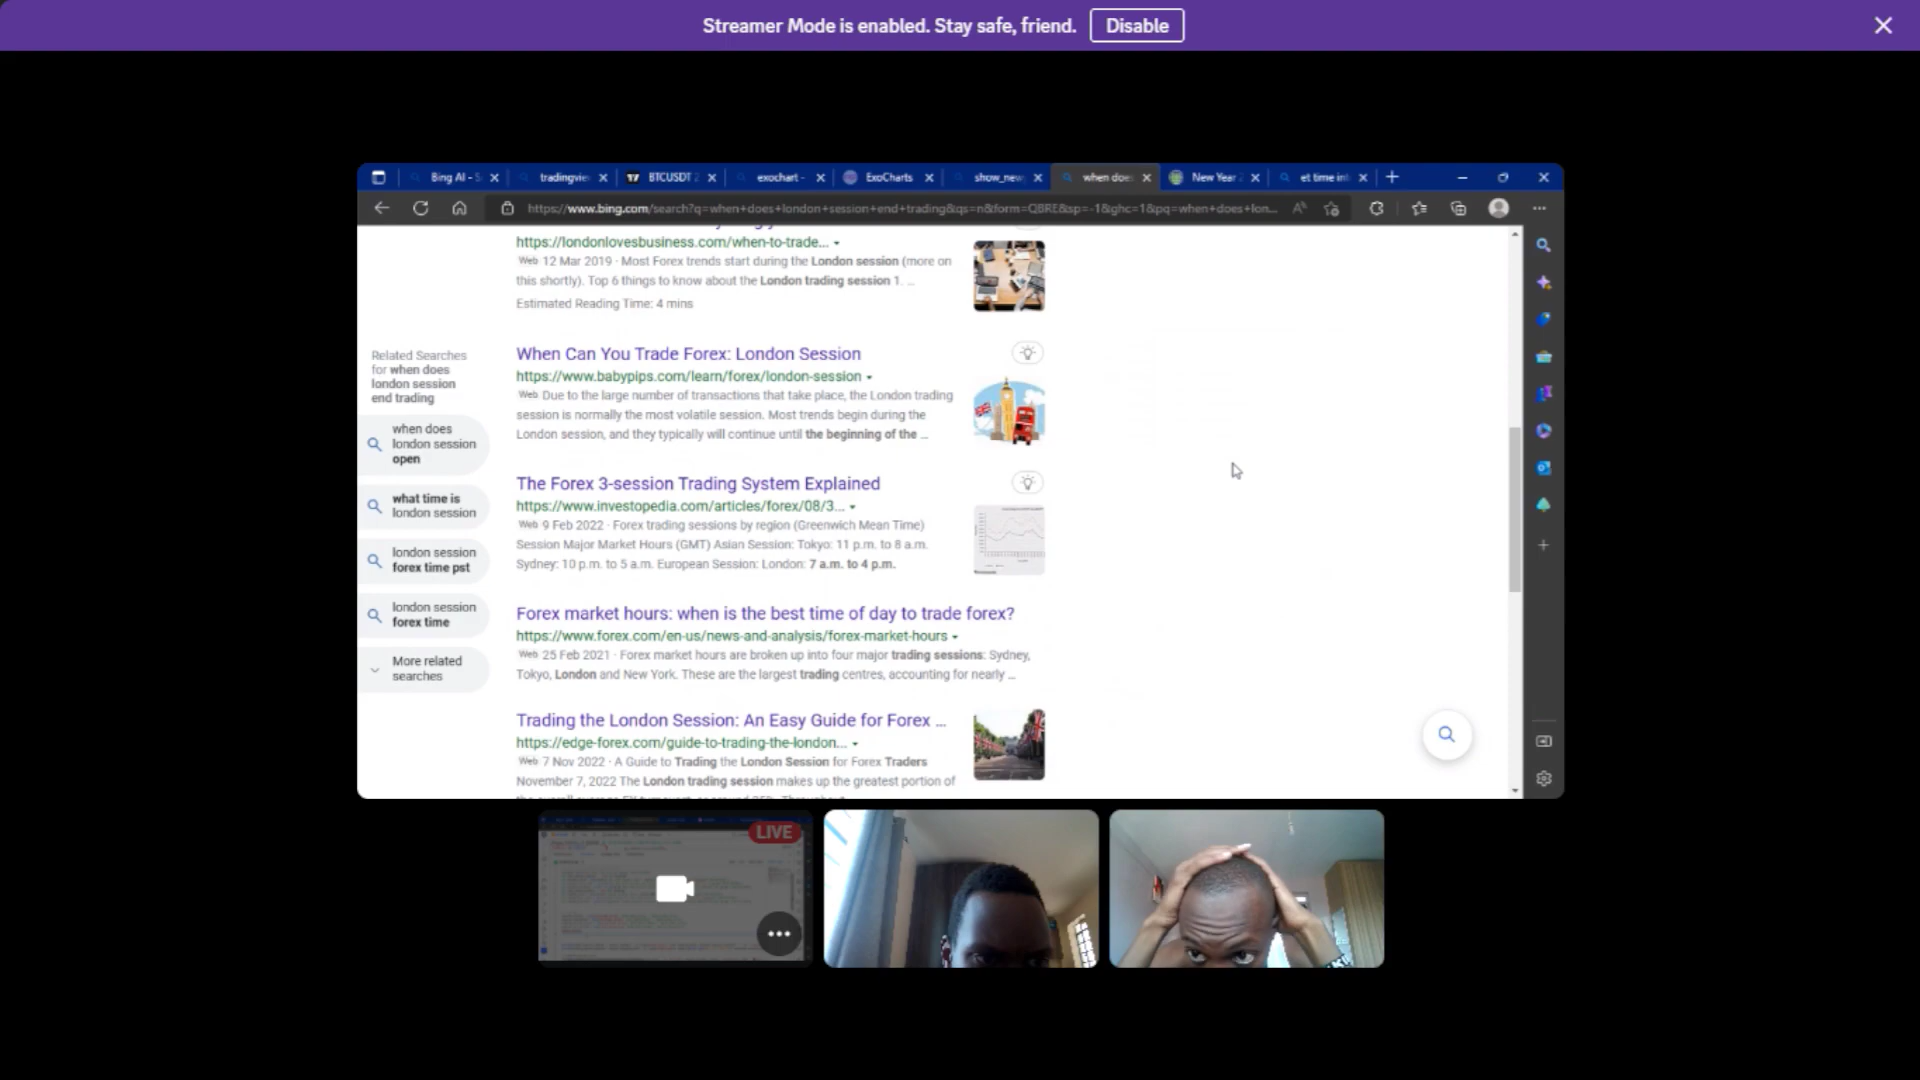 Streamer Mode is enabled. Stay safe, friend. Disable
Bing AI - S
tradingvie
BTCUSDT 2
exochart -
ExoCharts
show_new
when doe
New Year
et time in
https://www.bing.com/search?q=when+does+london+session+end+trading&qs=n&form=QBRE&sp=-1&ghc=1&pq=when+does+lon...
https://londonlovesbusiness.com/when-to-trade...
Web 12 Mar 2019 · Most Forex trends start during the London session (more on
this shortly). Top 6 things to know about the London trading session 1. ...
Estimated Reading Time: 4 mins
Related Searches
for when does
london session
end trading
when does
london session
open
what time is
london session
london session
forex time pst
london session
forex time
More related
searches
When Can You Trade Forex: London Session
https://www.babypips.com/learn/forex/london-session
Web Due to the large number of transactions that take place, the London trading
session is normally the most volatile session. Most trends begin during the
London session, and they typically will continue until the beginning of the ...
The Forex 3-session Trading System Explained
https://www.investopedia.com/articles/forex/08/3...
Web 9 Feb 2022 · Forex trading sessions by region (Greenwich Mean Time)
Session Major Market Hours (GMT) Asian Session: Tokyo: 11 p.m. to 8 a.m.
Sydney: 10 p.m. to 5 a.m. European Session: London: 7 a.m. to 4 p.m.
Forex market hours: when is the best time of day to trade forex?
https://www.forex.com/en-us/news-and-analysis/forex-market-hours
Web 25 Feb 2021 · Forex market hours are broken up into four major trading sessions: Sydney,
Tokyo, London and New York. These are the largest trading centres, accounting for nearly ...
Trading the London Session: An Easy Guide for Forex ...
https://edge-forex.com/guide-to-trading-the-london...
Web 7 Nov 2022 · A Guide to Trading the London Session for Forex Traders
November 7, 2022 The London trading session makes up the greatest portion of
LIVE